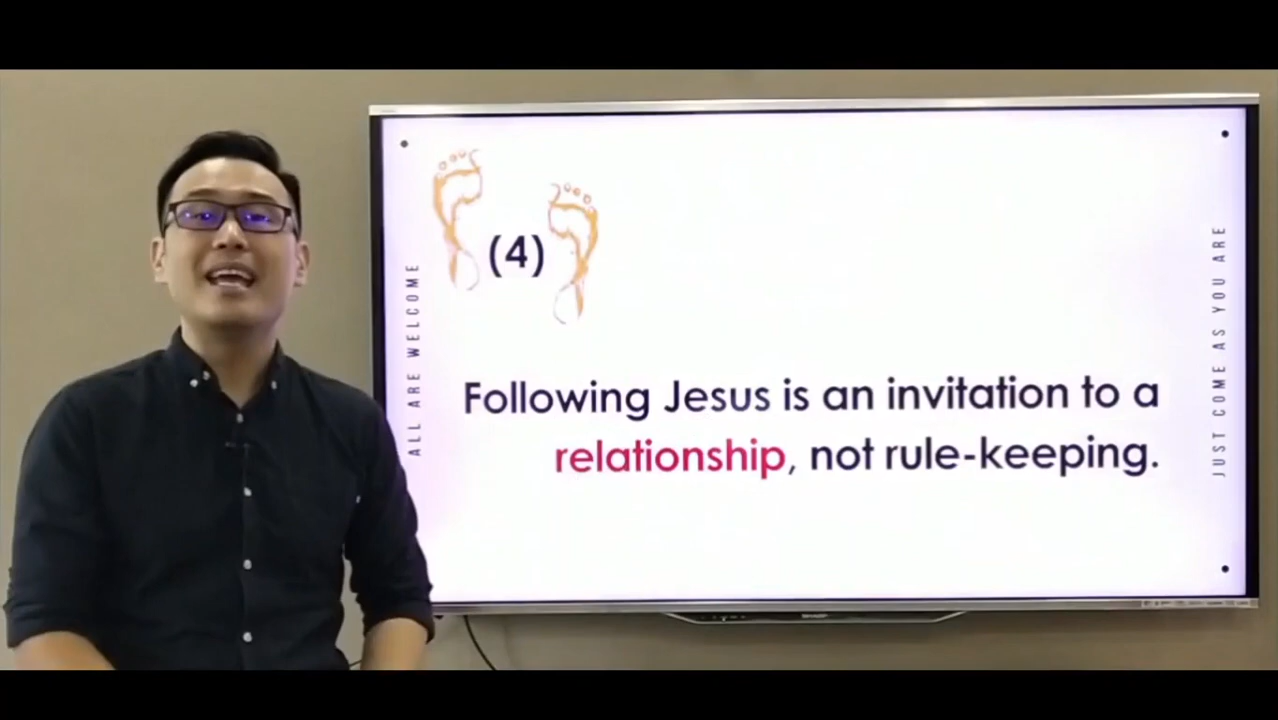 ALL ARE WELCOME
(4)
Following Jesus is an invitation to a
relationship, not rule-keeping.
JUST COME AS YOU ARE